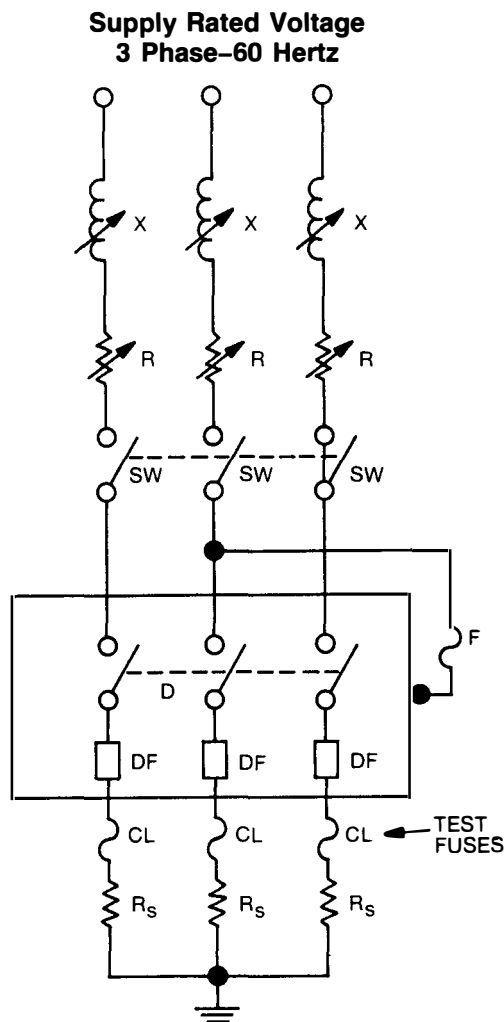 Supply Rated Voltage
3 Phase–60 Hertz
X X X
R R R
SW SW SW
F
D
DF DF DF
CL CL CL TEST
FUSES
Rs Rs Rs